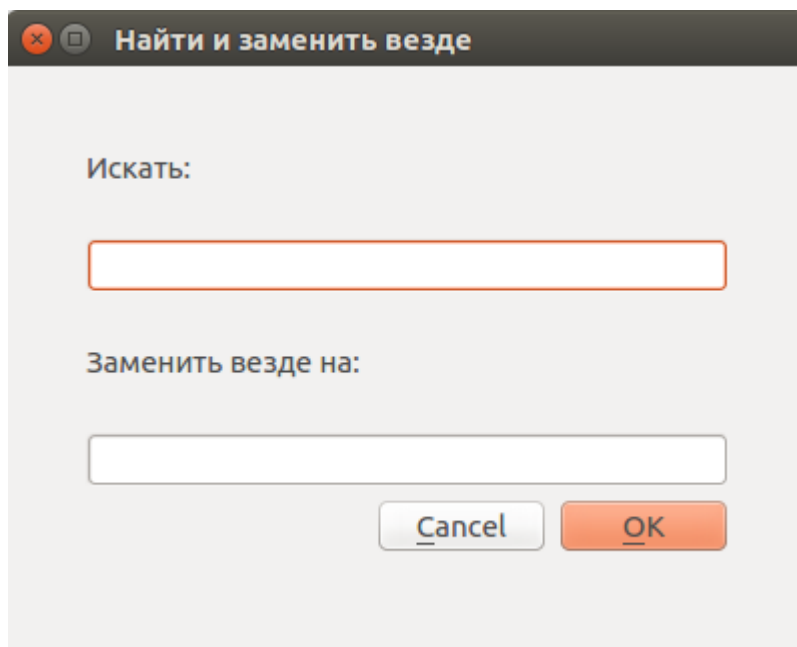 Найти и заменить везде
Искать:
Заменить везде на:
Cancel OK